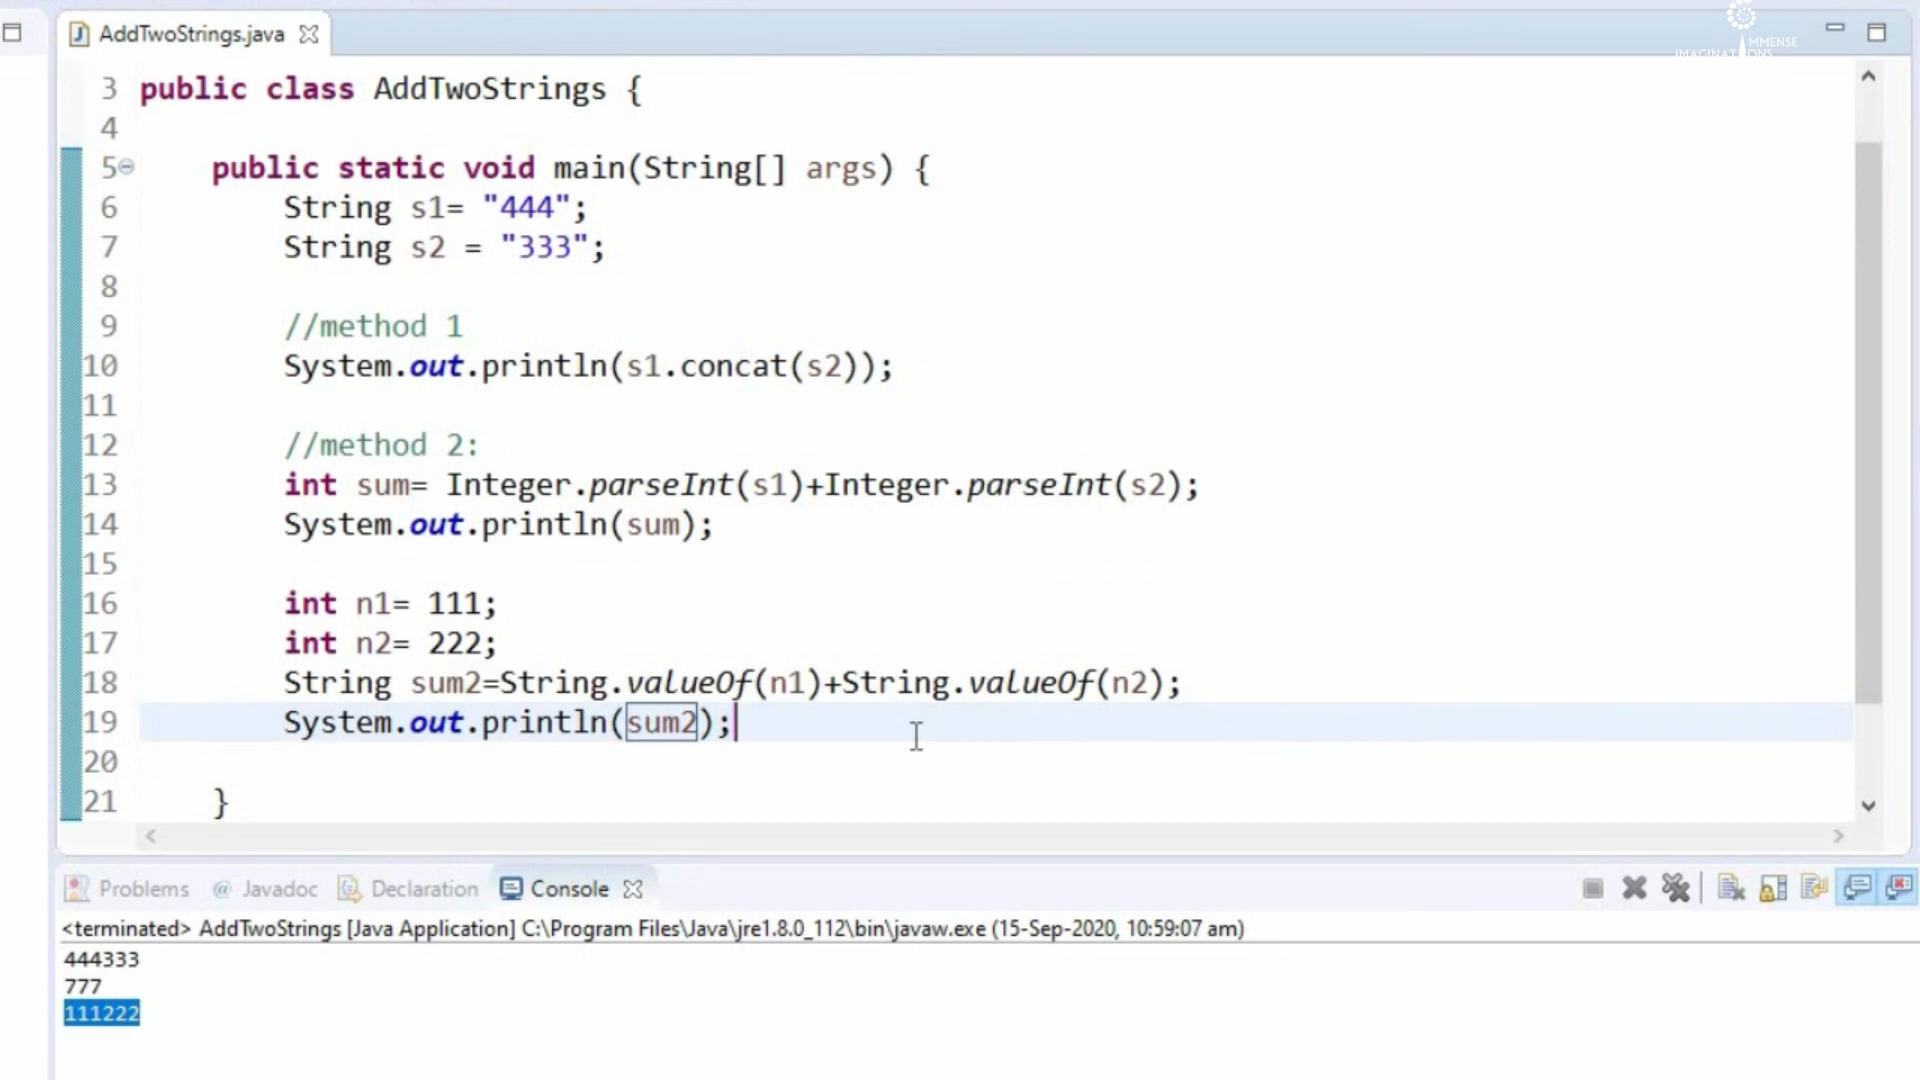 AddTwoStrings.java
IMMENSE
IMAGINATIONS
3 public class AddTwoStrings {
4
5 public static void main(String[] args) {
6 String s1= "444";
7 String s2 = "333";
8
9 //method 1
10 System.out.println(s1.concat(s2));
11
12 //method 2:
13 int sum= Integer.parseInt(s1)+Integer.parseInt(s2);
14 System.out.println(sum);
15
16 int n1= 111;
17 int n2= 222;
18 String sum2=String.valueOf(n1)+String.valueOf(n2);
19 System.out.println(sum2);
20
21 }
Problems @ Javadoc Declaration Console
<terminated> AddTwoStrings [Java Application] C:\Program Files\Java\jre1.8.0_112\bin\javaw.exe (15-Sep-2020, 10:59:07 am)
444333
777
111222